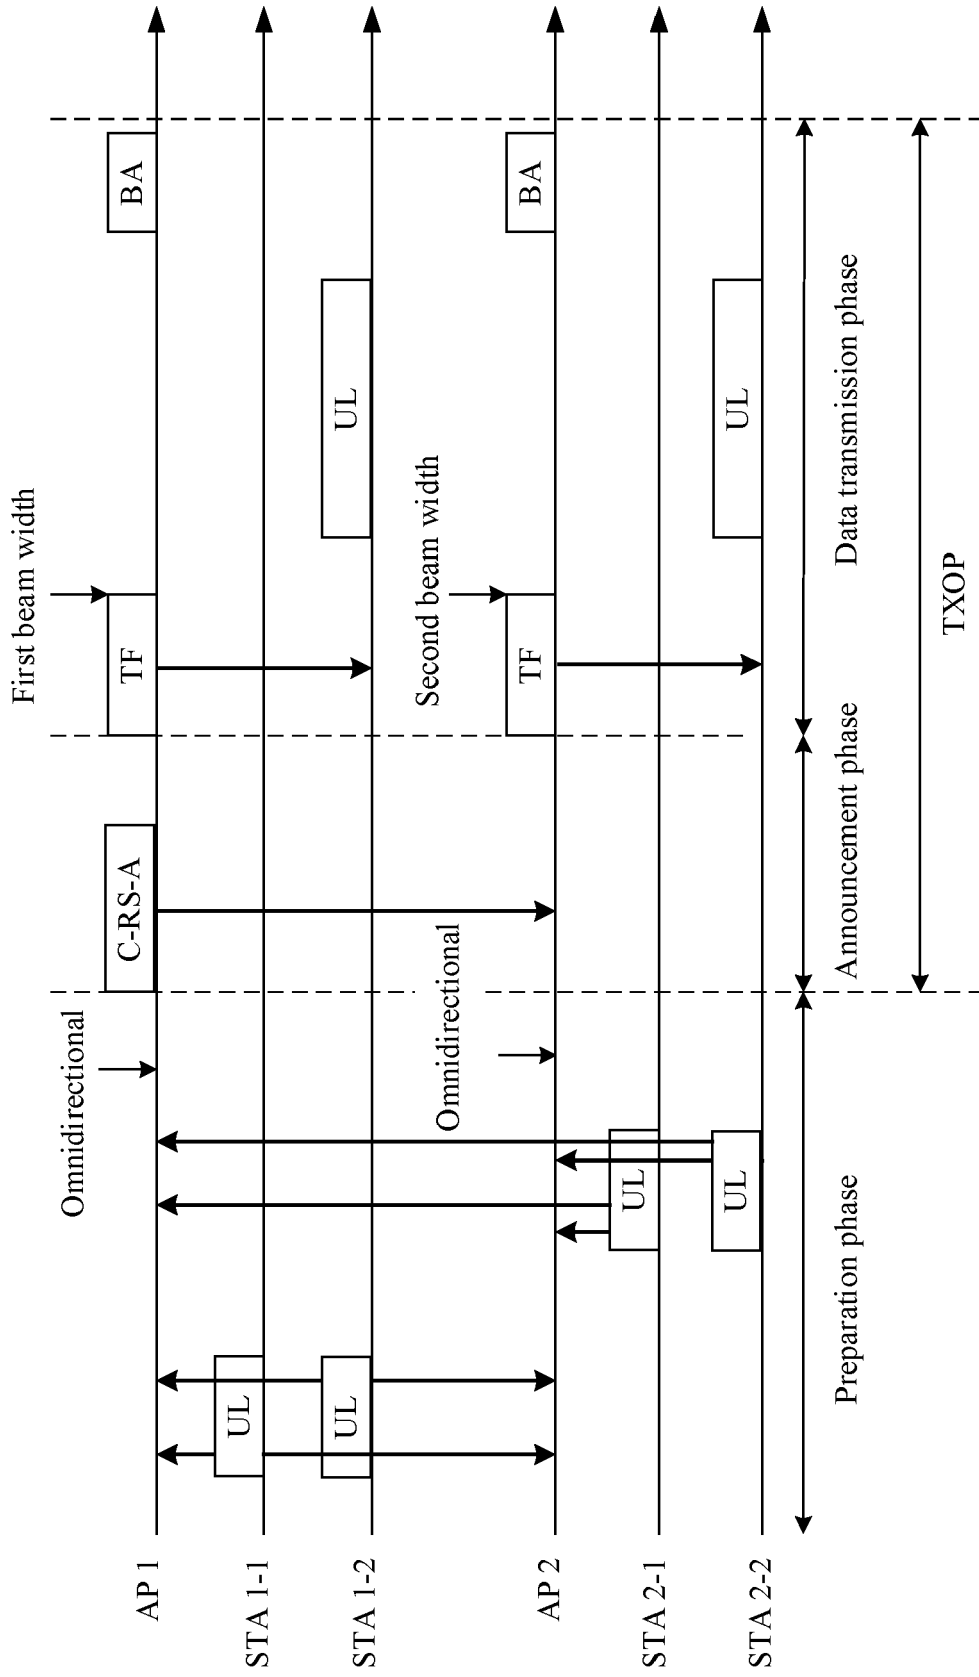 First beam width
Omnidirectional
AP 1
C-RS-A
TF
BA
STA 1-1
UL
STA 1-2
UL
UL
Second beam width
Omnidirectional
AP 2
TF
BA
STA 2-1
UL
STA 2-2
UL
UL
Preparation phase
Announcement phase
Data transmission phase
TXOP